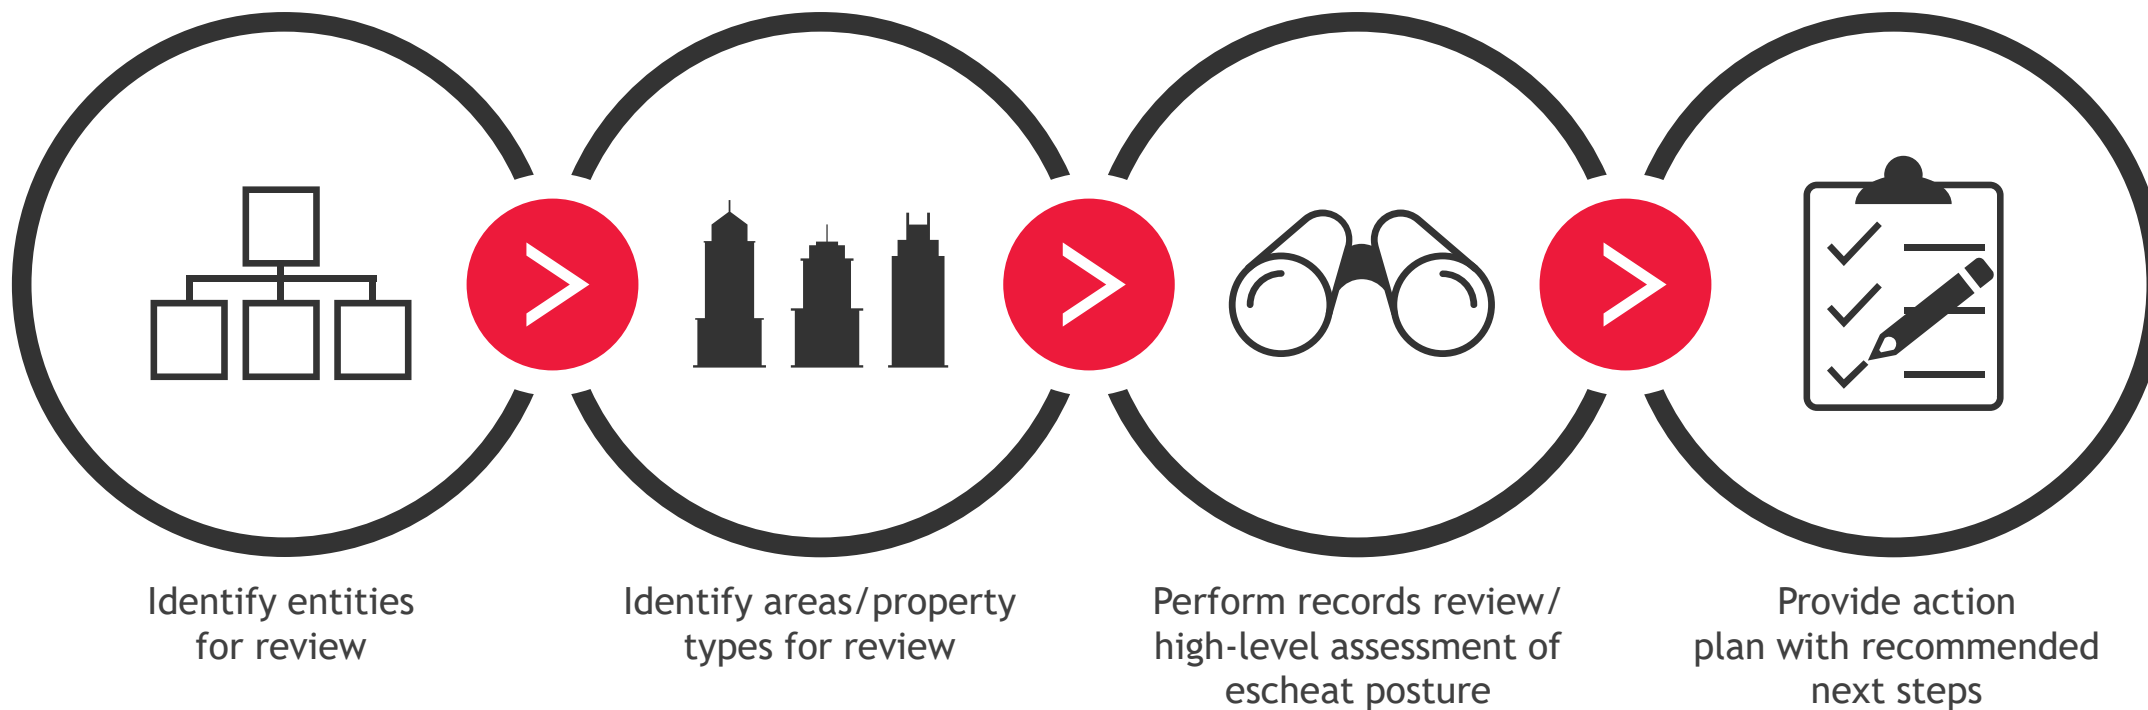 Identify entities
for review
Identify areas/property
types for review
Perform records review/
high-level assessment of
escheat posture
Provide action
plan with recommended
next steps